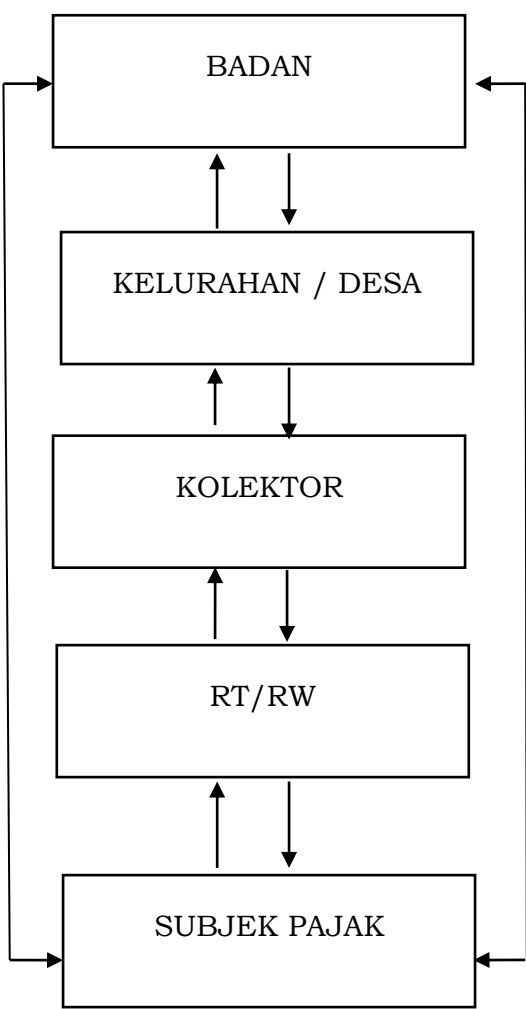 BADAN
KELURAHAN / DESA
KOLEKTOR
RT/RW
SUBJEK PAJAK